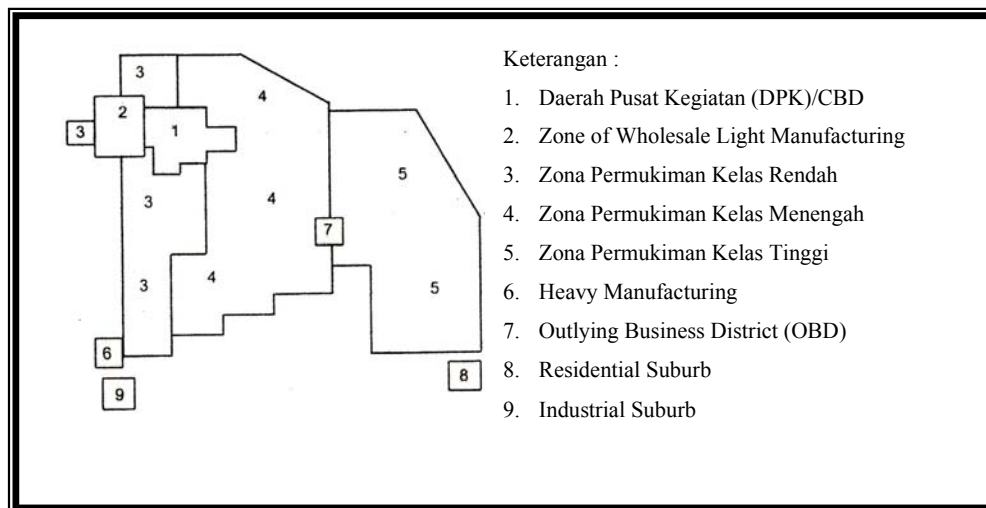 Keterangan :
1. Daerah Pusat Kegiatan (DPK)/CBD
2. Zone of Wholesale Light Manufacturing
3. Zona Permukiman Kelas Rendah
4. Zona Permukiman Kelas Menengah
5. Zona Permukiman Kelas Tinggi
6. Heavy Manufacturing
7. Outlying Business District (OBD)
8. Residential Suburb
9. Industrial Suburb
3
4
2
3
1
5
3
4
7
4
3
5
6
8
9